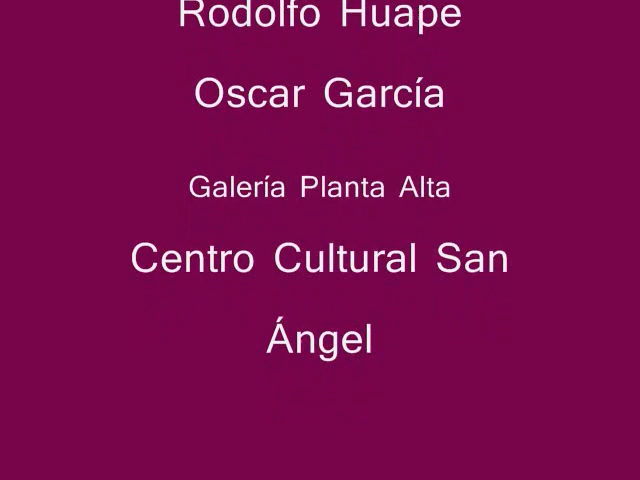 Rodolfo Huape
Oscar García
Galería Planta Alta
Centro Cultural San
Ángel